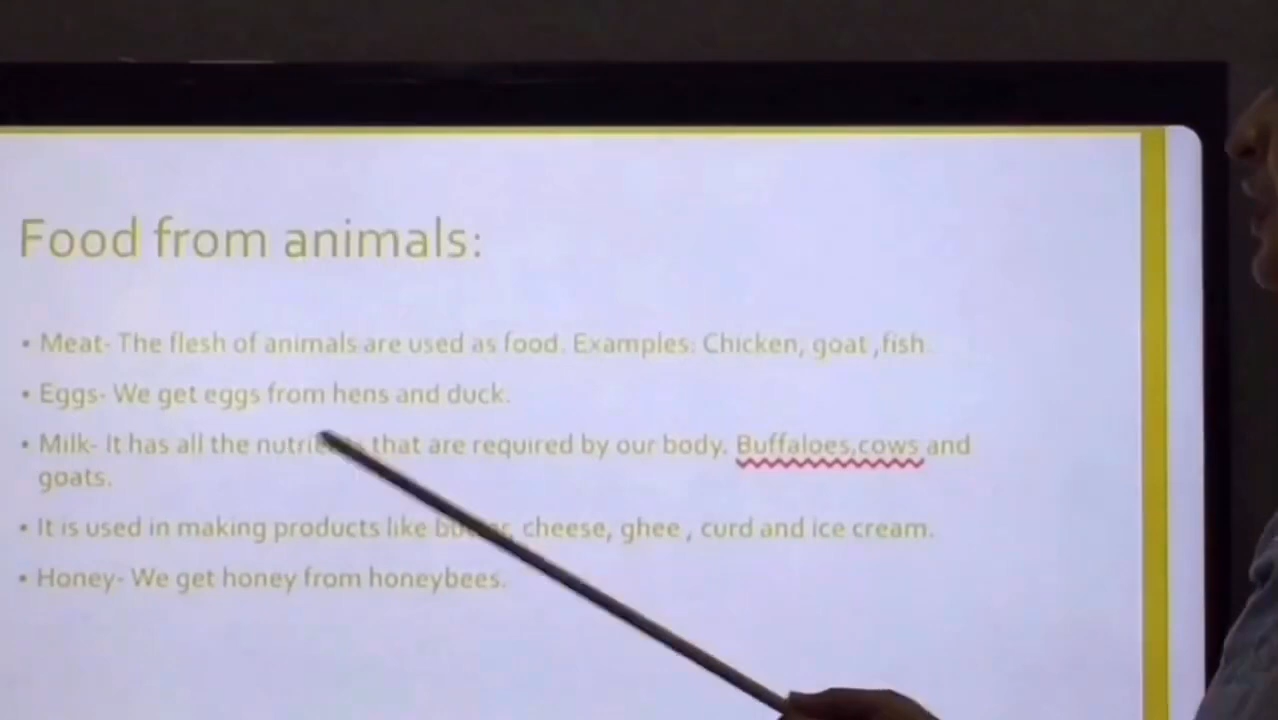 Food from animals:
• Meat- The flesh of animals are used as food. Examples: Chicken, goat ,fish
• Eggs- We get eggs from hens and duck.
• Milk- It has all the that are required by our body. Buffaloes,cows and
goats.
• It is used in making products like cheese, ghee , curd and ice cream.
• Honey- We get honey from honeybees.